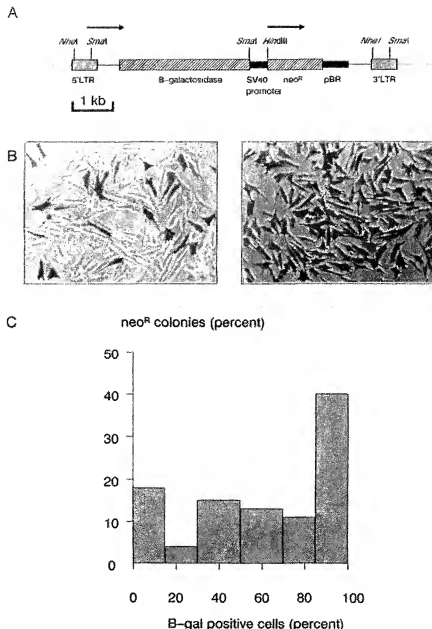 A
NheI SmaI SmaI HindIII NheI SmaI
5'LTR B-galactosidase SV40 promoter neoR pBR 3'LTR
1 kb
B
neoR colonies (percent)
C
50
40
30
20
10
0 20 40 60 80 100
B-gal positive cells (percent)